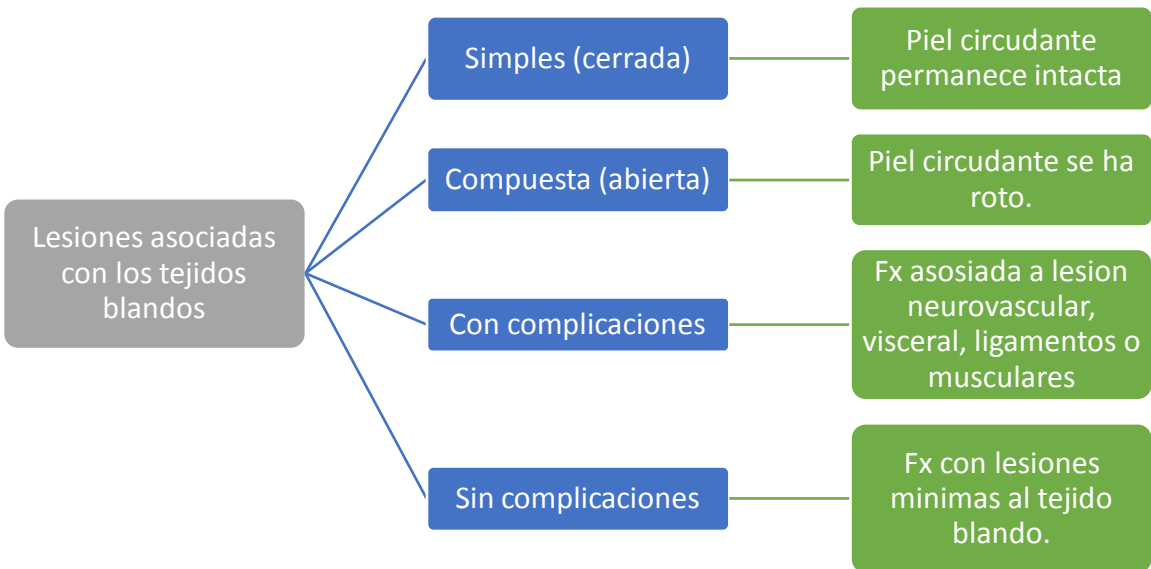 Lesiones asociadas
con los tejidos
blandos
Simples (cerrada)
Piel circudante
permanece intacta
Compuesta (abierta)
Piel circudante se ha
roto.
Con complicaciones
Fx asosiada a lesion
neurovascular,
visceral, ligamentos o
musculares
Sin complicaciones
Fx con lesiones
minimas al tejido
blando.